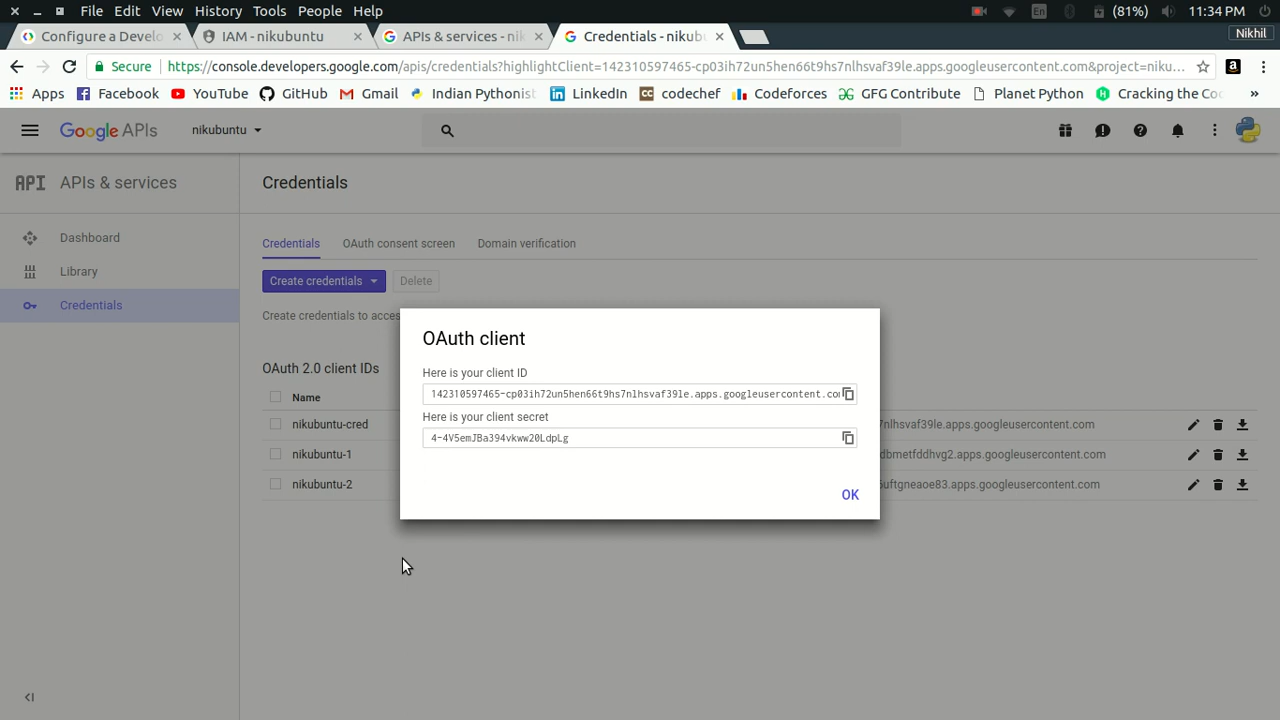 File Edit View History Tools People Help
En
(81%)
11:34 PM
Configure a Develo
IAM - nikubuntu
APIs & services - nik
Credentials - nikub
Nikhil
Secure
https://console.developers.google.com/apis/credentials?highlightClient=142310597465-cp03ih72un5hen66t9hs7nlhsvaf39le.apps.googleusercontent.com&project=niku...
Apps
Facebook
YouTube
GitHub
Gmail
Indian Pythonist
LinkedIn
codechef
Codeforces
GFG Contribute
Planet Python
Cracking the Co
»
Google APIs
nikubuntu
API APIs & services
Credentials
Dashboard
Library
Credentials
Credentials
OAuth consent screen
Domain verification
Create credentials
Delete
Create credentials to acces
OAuth 2.0 client IDs
Name
nikubuntu-cred
7nlhsvaf39le.apps.googleusercontent.com
nikubuntu-1
dbmetfddhvg2.apps.googleusercontent.com
nikubuntu-2
uftgneaoe83.apps.googleusercontent.com
OAuth client
Here is your client ID
142310597465-cp03ih72un5hen66t9hs7nlhsvaf39le.apps.googleusercontent.co
Here is your client secret
4-4V5emJBa394vkww20LdpLg
OK